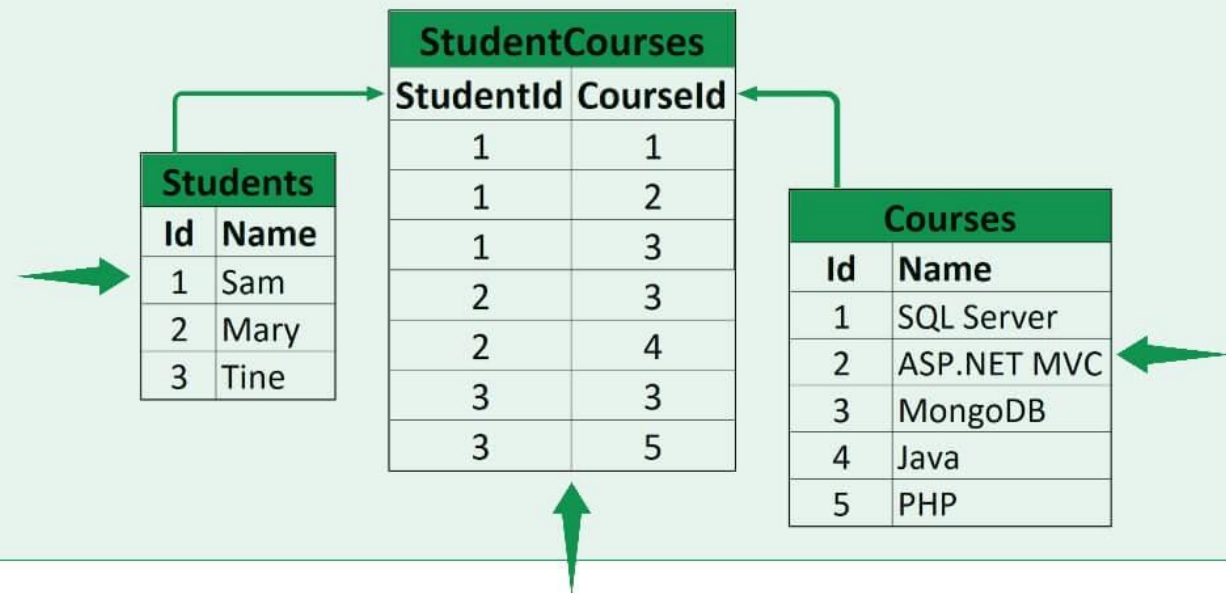 StudentCourses
StudentId CourseId
1 1
1 2
1 3
2 3
2 4
3 3
3 5
Students
Id Name
1 Sam
2 Mary
3 Tine
Courses
Id Name
1 SQL Server
2 ASP.NET MVC
3 MongoDB
4 Java
5 PHP